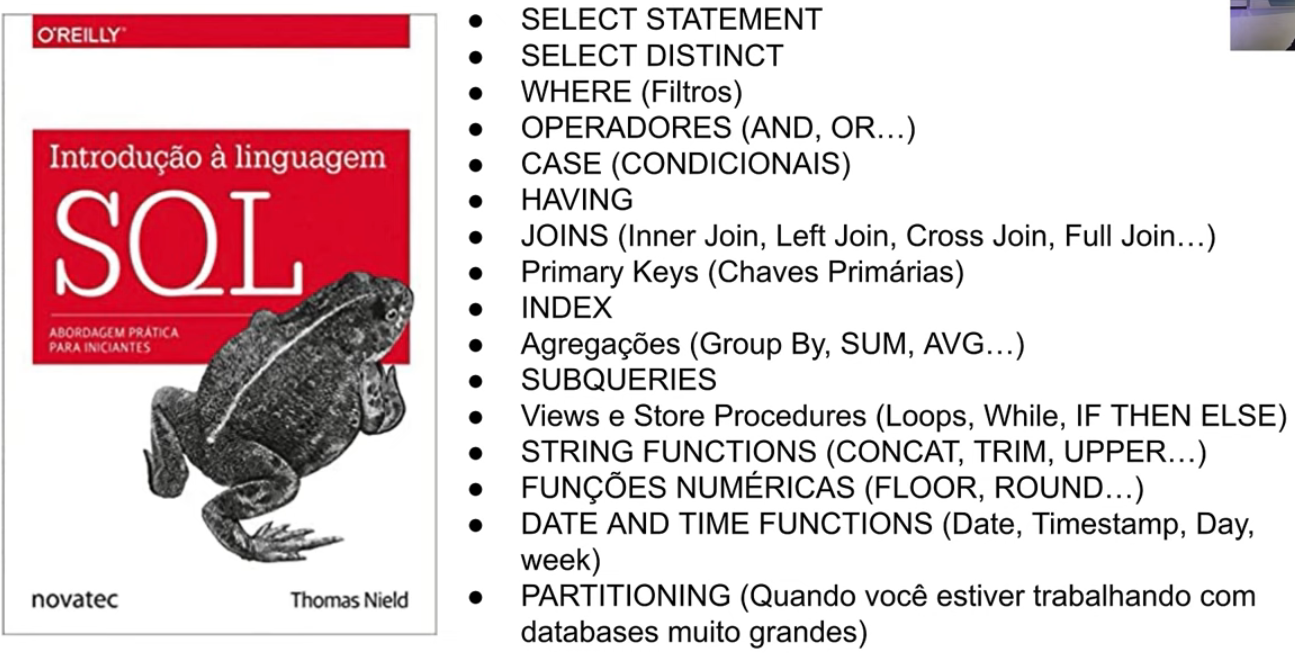 O'REILLY
Introdução à linguagem
SQL
ABORDAGEM PRÁTICA
PARA INICIANTES
novatec
Thomas Nield
● SELECT STATEMENT
● SELECT DISTINCT
● WHERE (Filtros)
● OPERADORES (AND, OR…)
● CASE (CONDICIONAIS)
● HAVING
● JOINS (Inner Join, Left Join, Cross Join, Full Join…)
● Primary Keys (Chaves Primárias)
● INDEX
● Agregações (Group By, SUM, AVG…)
● SUBQUERIES
● Views e Store Procedures (Loops, While, IF THEN ELSE)
● STRING FUNCTIONS (CONCAT, TRIM, UPPER…)
● FUNÇÕES NUMÉRICAS (FLOOR, ROUND…)
● DATE AND TIME FUNCTIONS (Date, Timestamp, Day,
week)
● PARTITIONING (Quando você estiver trabalhando com
databases muito grandes)